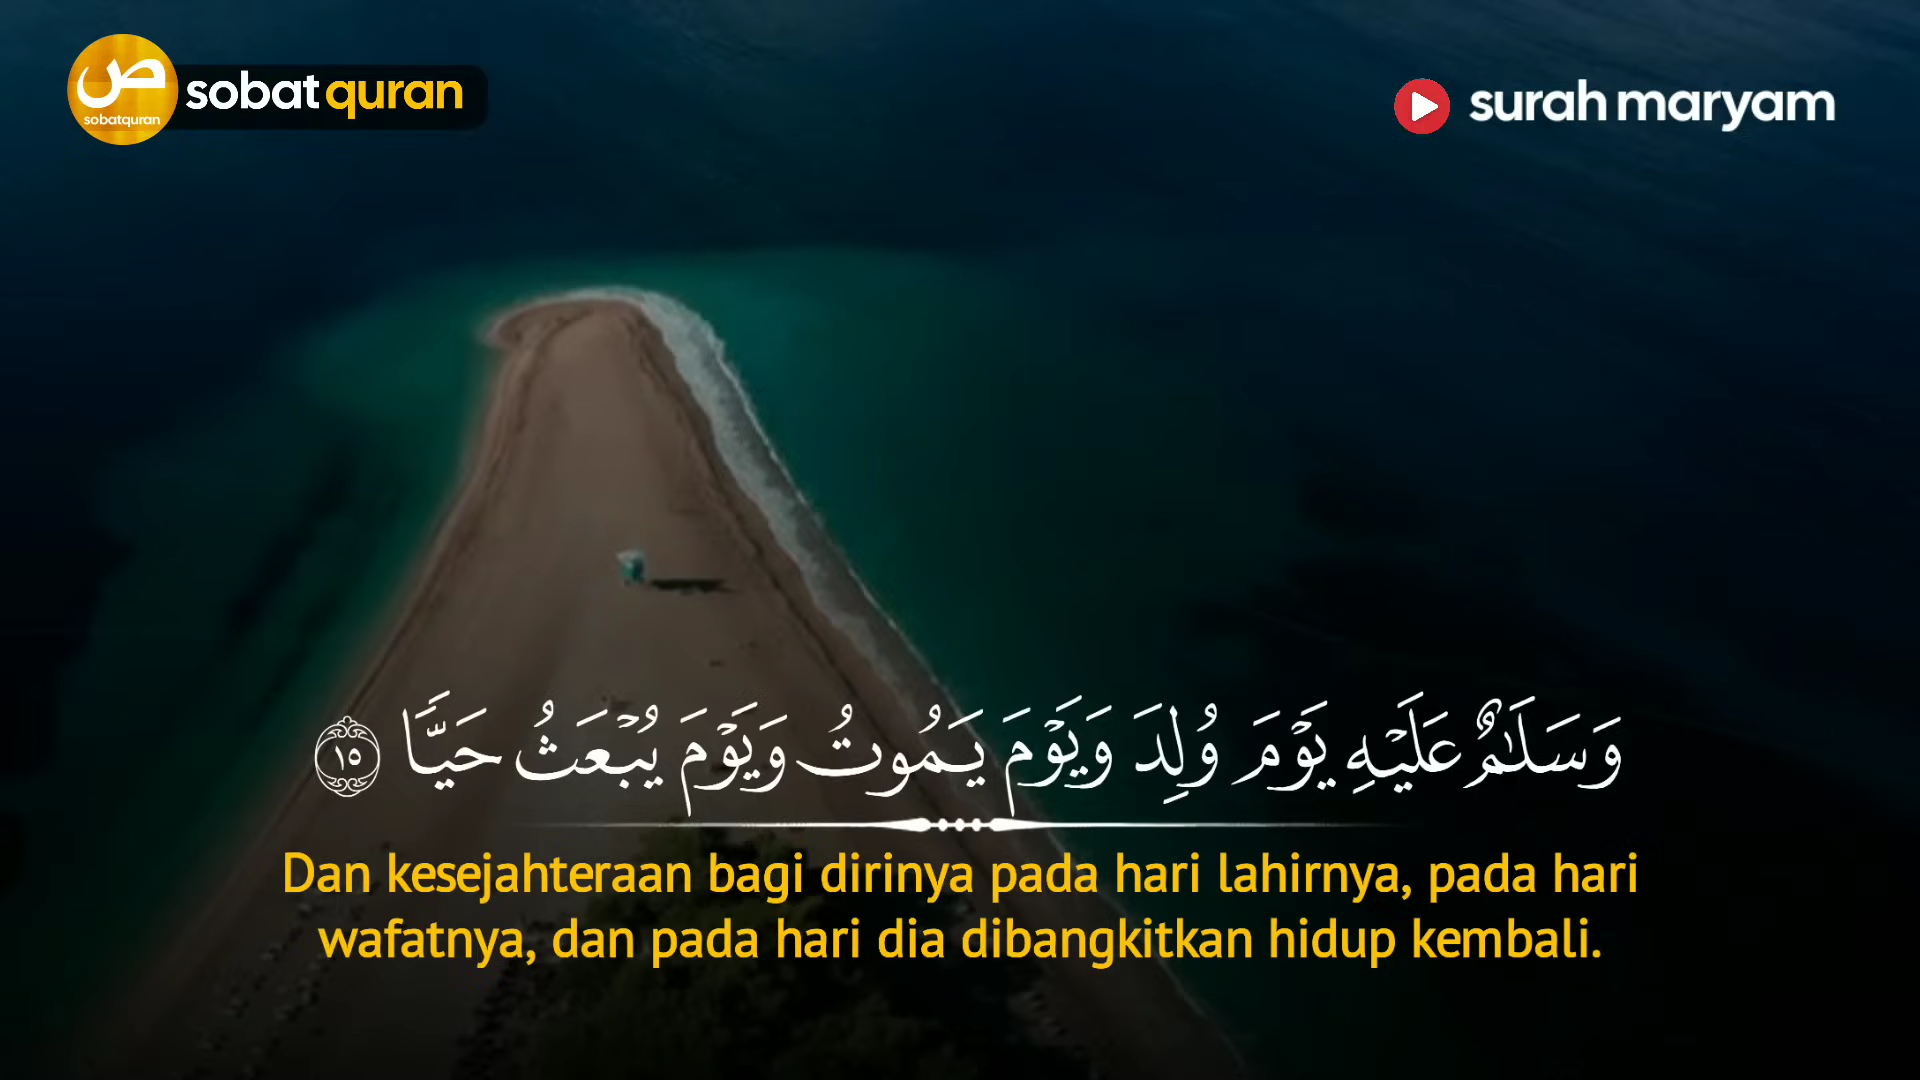 ص
sobatquran
sobat quran
surah maryam
وَسَلَٰمٌ عَلَيْهِ يَوْمَ وُلِدَ وَيَوْمَ يَمُوتُ وَيَوْمَ يُبْعَثُ حَيًّا ١٥
Dan kesejahteraan bagi dirinya pada hari lahirnya, pada hari
wafatnya, dan pada hari dia dibangkitkan hidup kembali.